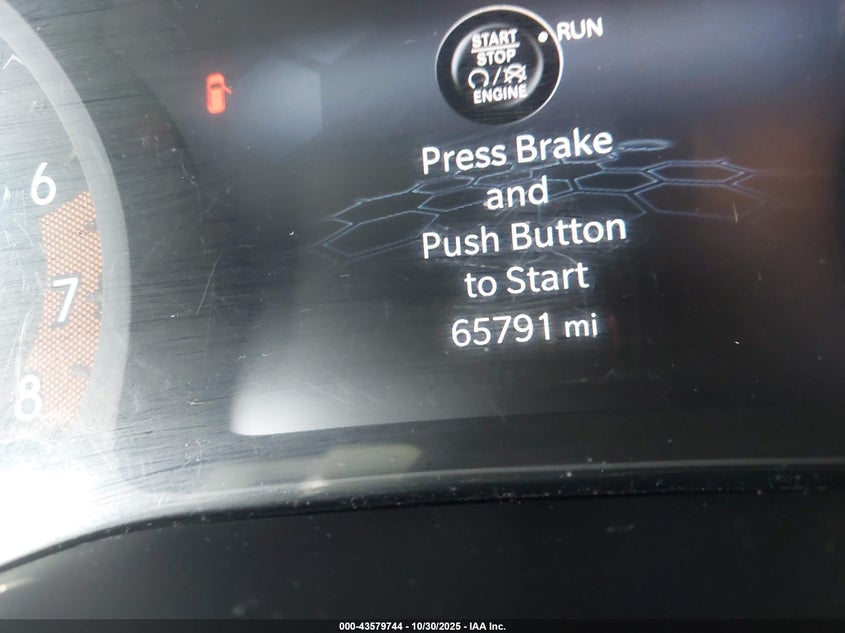 START
STOP
ENGINE
RUN
Press Brake
and
Push Button
to Start
65791 mi
6
7
8
000-43579744 - 10/30/2025 - IAA Inc.